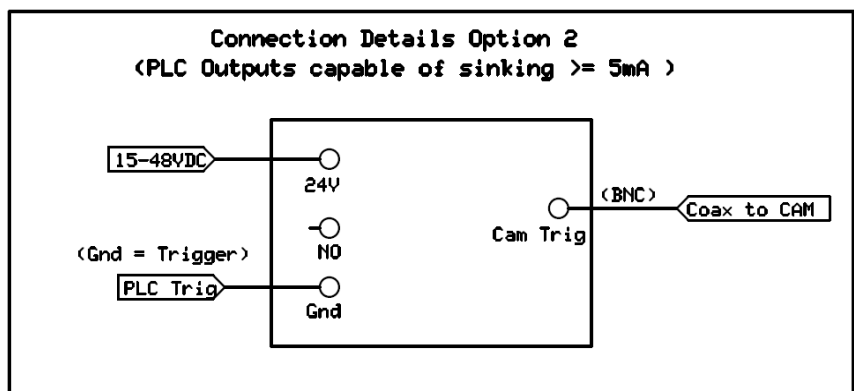 Connection Details Option 2
(PLC Outputs capable of sinking >= 5mA )
15-48VDC
24V
(BNC)
Coax to CAM
Cam Trig
NO
(Gnd = Trigger)
PLC Trig
Gnd